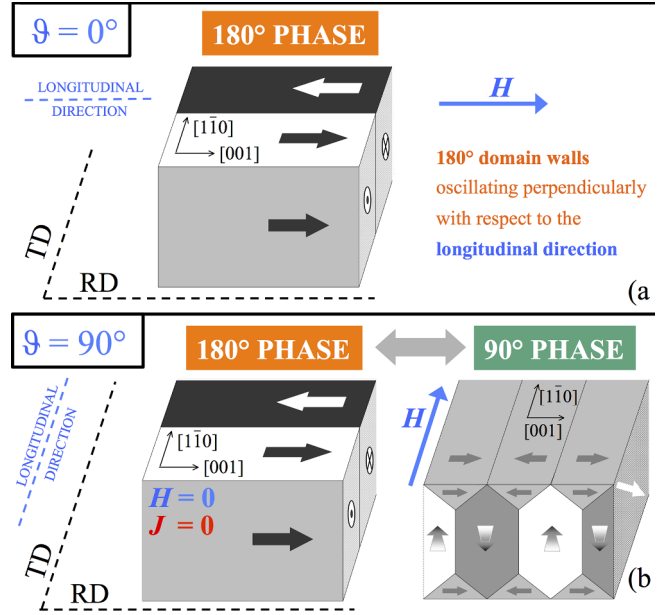 ϑ = 0°
180° PHASE
LONGITUDINAL
DIRECTION
H
[11̅0]
[001]
180° domain walls
oscillating perpendicularly
with respect to the
longitudinal direction
TD
RD
(a
ϑ = 90°
180° PHASE
90° PHASE
LONGITUDINAL
DIRECTION
[11̅0]
[001]
H = 0
J = 0
H
[11̅0]
[001]
TD
RD
(b